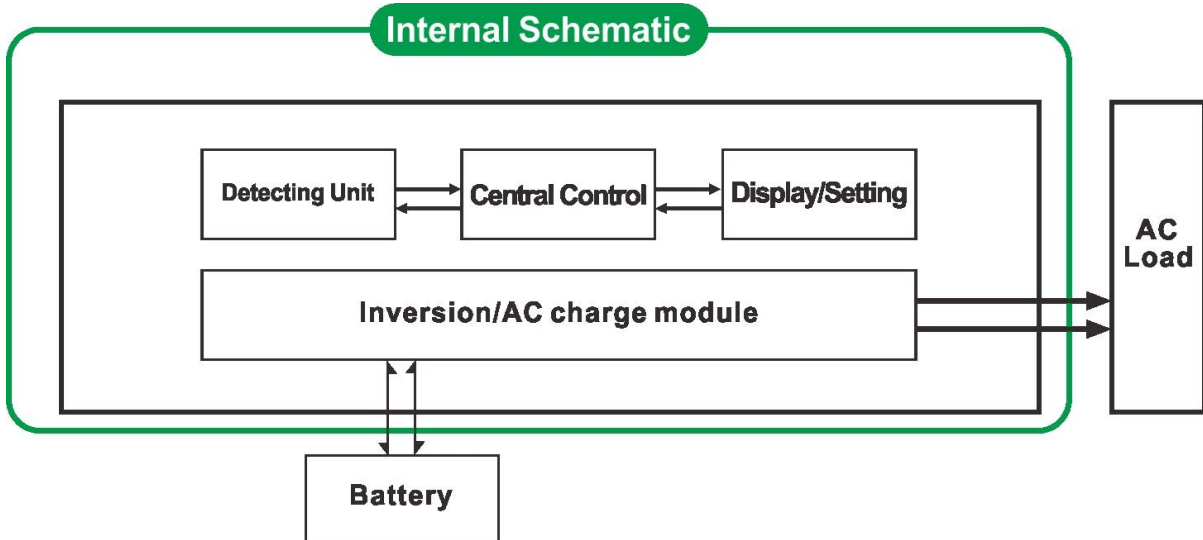 Internal Schematic
Detecting Unit
Central Control
Display/Setting
AC
Load
Inversion/AC charge module
Battery